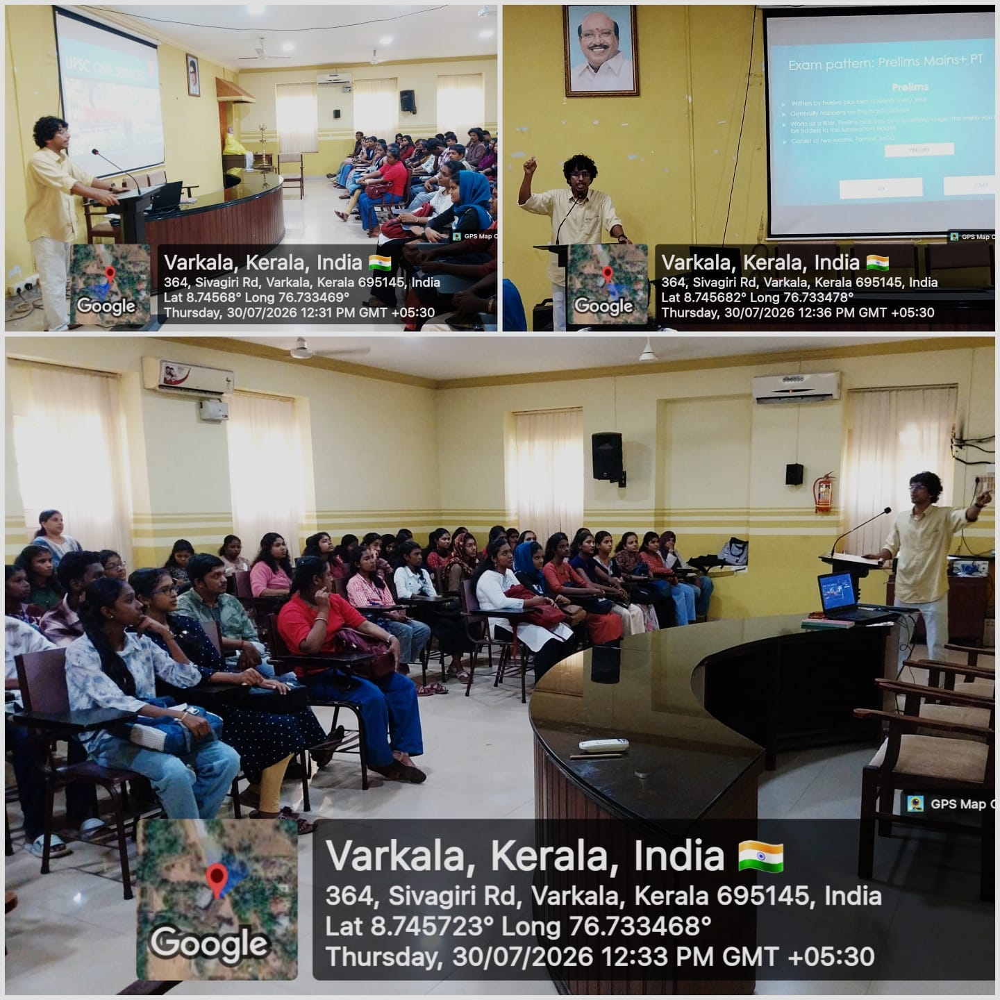 UPSC CIVIL SERVICES
GPS Map C
Varkala, Kerala, India
364, Sivagiri Rd, Varkala, Kerala 695145, India
Lat 8.74568° Long 76.733469°
Thursday, 30/07/2026 12:31 PM GMT +05:30
Google
Exam pattern: Prelims Mains+ PT
Prelims
Written by twelve plus lakh students every year
Generally happens on the month of May
Works as a filter. Prelims acts only as a qualifying stage, the marks you
be added to the subsequent stages
Consist of two exams. Format: MCQ
PRELIMS
GS
CSAT
GPS Map C
Varkala, Kerala, India
364, Sivagiri Rd, Varkala, Kerala 695145, India
Lat 8.745682° Long 76.733478°
Thursday, 30/07/2026 12:36 PM GMT +05:30
Google
GPS Map C
Varkala, Kerala, India
364, Sivagiri Rd, Varkala, Kerala 695145, India
Lat 8.745723° Long 76.733468°
Thursday, 30/07/2026 12:33 PM GMT +05:30
Google